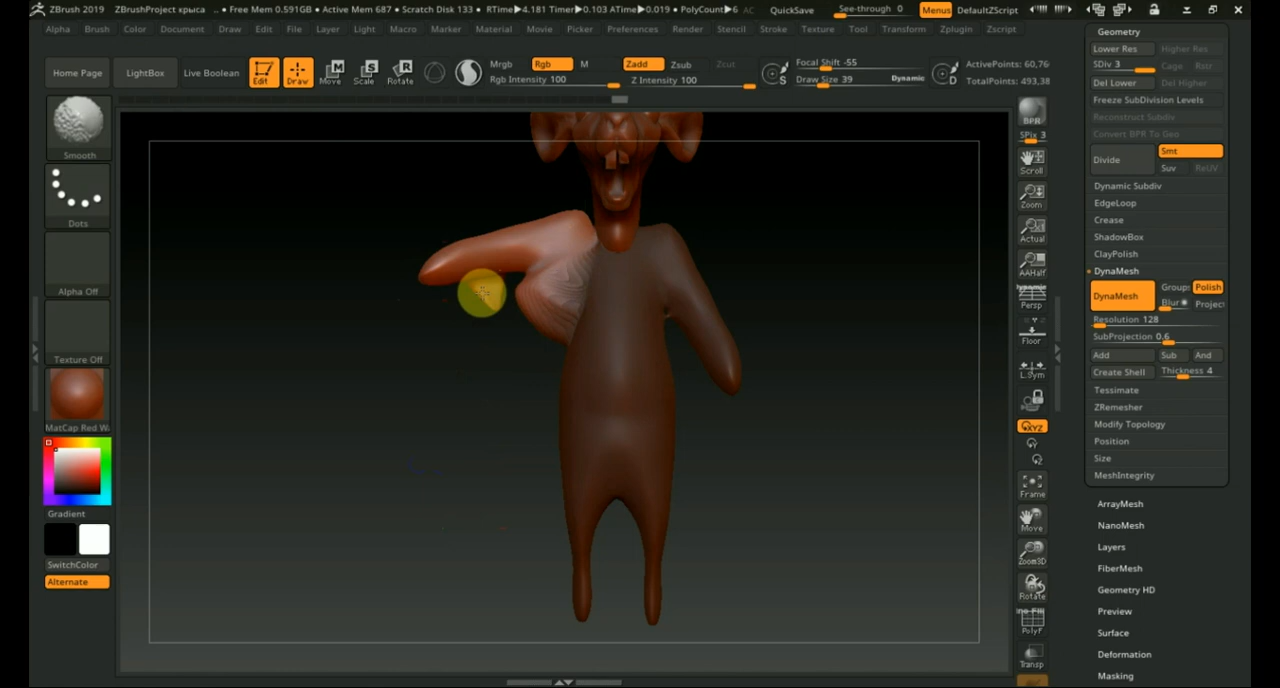 ZBrush 2019 ZBrushProject крыса .. • Free Mem 0.591GB • Active Mem 687 • Scratch Disk 133 • RTime▸4.181 Timer▸0.103 ATime▸0.019 • PolyCount▸6 AC QuickSave See-through 0 Menus DefaultZScript
Alpha Brush Color Document Draw Edit File Layer Light Macro Marker Material Movie Picker Preferences Render Stencil Stroke Texture Tool Transform Zplugin Zscript
Home Page LightBox Live Boolean Edit Draw Move Scale Rotate
Mrgb Rgb M Zadd Zsub Zcut
Rgb Intensity 100 Z Intensity 100
S Focal Shift -55
Draw Size 39 Dynamic D
ActivePoints: 60,76
TotalPoints: 493,38
Smooth
Dots
Alpha Off
Texture Off
MatCap Red W
Gradient
SwitchColor
Alternate
BPR
SPix 3
Scroll
Zoom
Actual
AAHalf
Dynamic
Persp
Floor
L.Sym
XYZ
Frame
Move
Zoom3D
Rotate
PolyF
Transp
Geometry
Lower Res Higher Res
SDiv 3 Cage Rstr
Del Lower Del Higher
Freeze SubDivision Levels
Reconstruct Subdiv
Convert BPR To Geo
Divide Smt
Suv ReUV
Dynamic Subdiv
EdgeLoop
Crease
ShadowBox
ClayPolish
DynaMesh
DynaMesh Groups Polish
Blur Project
Resolution 128
SubProjection 0.6
Add Sub And
Create Shell Thickness 4
Tessimate
ZRemesher
Modify Topology
Position
Size
MeshIntegrity
ArrayMesh
NanoMesh
Layers
FiberMesh
Geometry HD
Preview
Surface
Deformation
Masking